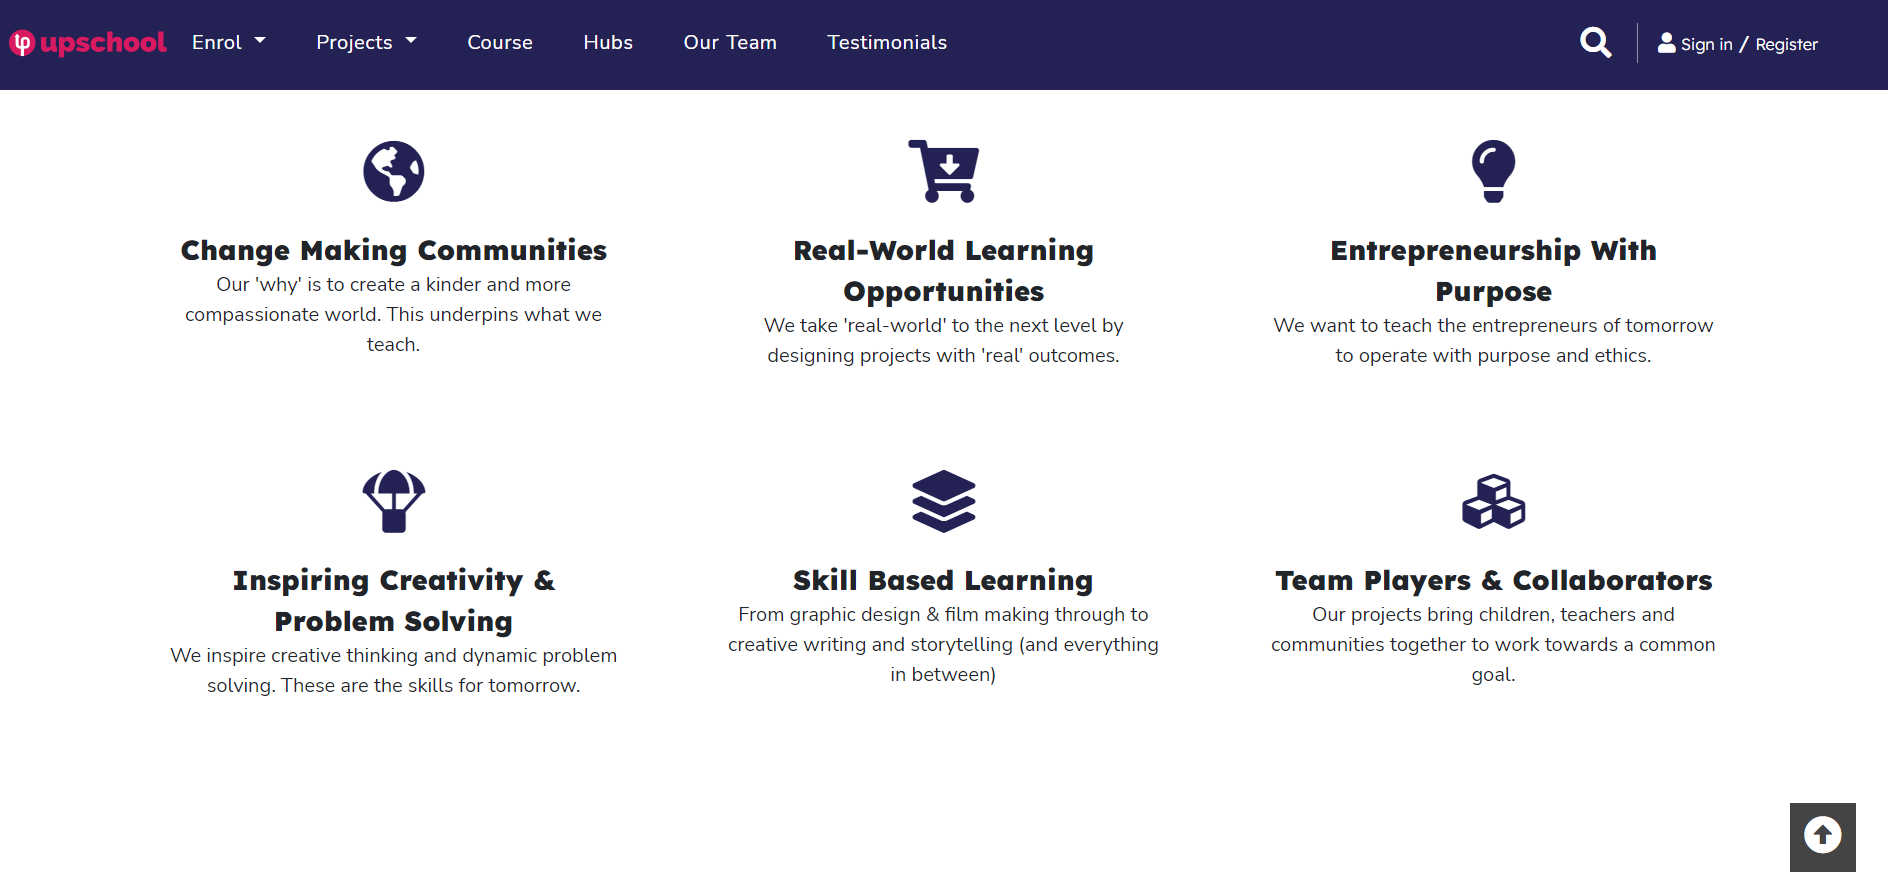 upschool Enrol Projects Course Hubs Our Team Testimonials Sign in / Register
Change Making Communities
Our 'why' is to create a kinder and more
compassionate world. This underpins what we
teach.
Real-World Learning
Opportunities
We take 'real-world' to the next level by
designing projects with 'real' outcomes.
Entrepreneurship With
Purpose
We want to teach the entrepreneurs of tomorrow
to operate with purpose and ethics.
Inspiring Creativity &
Problem Solving
We inspire creative thinking and dynamic problem
solving. These are the skills for tomorrow.
Skill Based Learning
From graphic design & film making through to
creative writing and storytelling (and everything
in between)
Team Players & Collaborators
Our projects bring children, teachers and
communities together to work towards a common
goal.